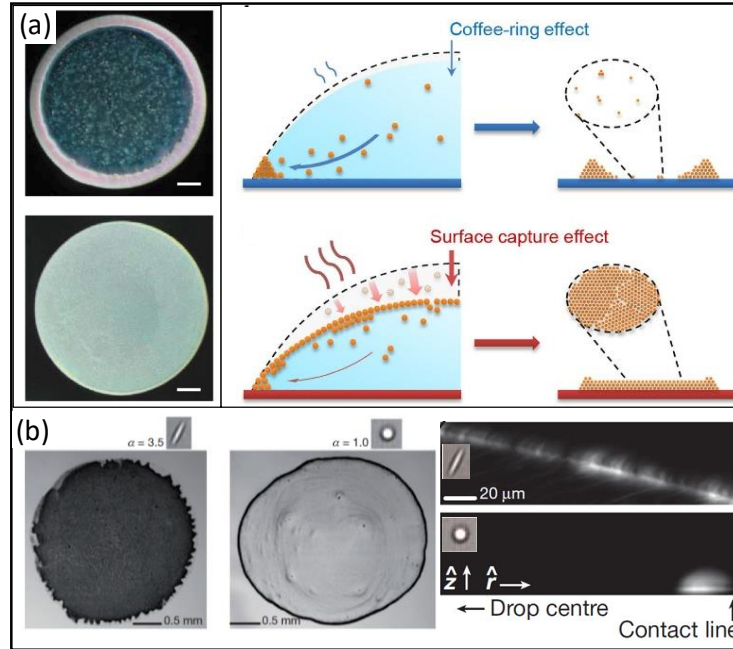 (a)
Coffee-ring effect
Surface capture effect
(b)
α = 3.5
α = 1.0
0.5 mm
0.5 mm
20 μm
ẑ r̂
Drop centre
Contact line